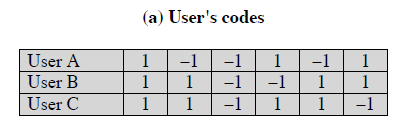 (a) User's codes
User A 1 –1 –1 1 –1 1
User B 1 1 –1 –1 1 1
User C 1 1 –1 1 1 –1